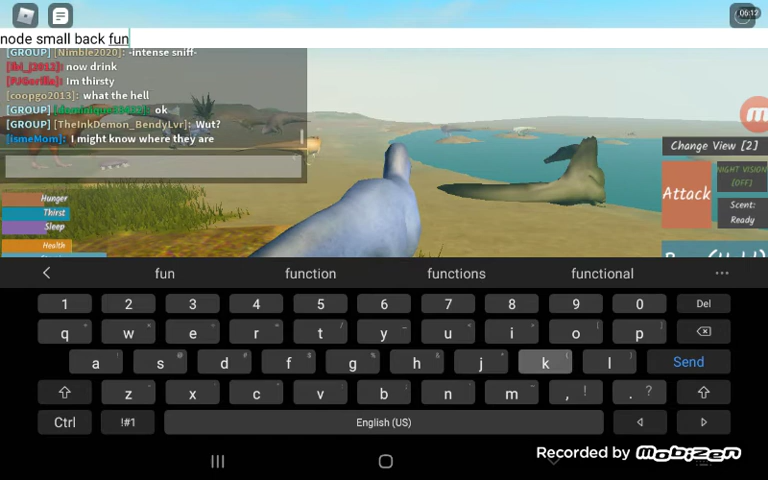 06:12
node small back fun
[GROUP] [Nimble2020]: -intense sniff-
now drink
[FUGorilla]: Im thirsty
[coopgo2013]: what the hell
[GROUP] ok
[GROUP] [TheInkDemon_BendyLvr]: Wut?
[ismeMom]: I might know where they are
Change View [2]
Attack
NIGHT VISION
[OFF]
Scent:
Ready
Hunger
Thirst
Sleep
Health
fun function functions functional ...
1 2 3 4 5 6 7 8 9 0 Del
q w e r t y u i o p
a s d f g h j k l Send
z x c v b n m , ! . ?
Ctrl !#1 English (US)
Recorded by MOBIZEN